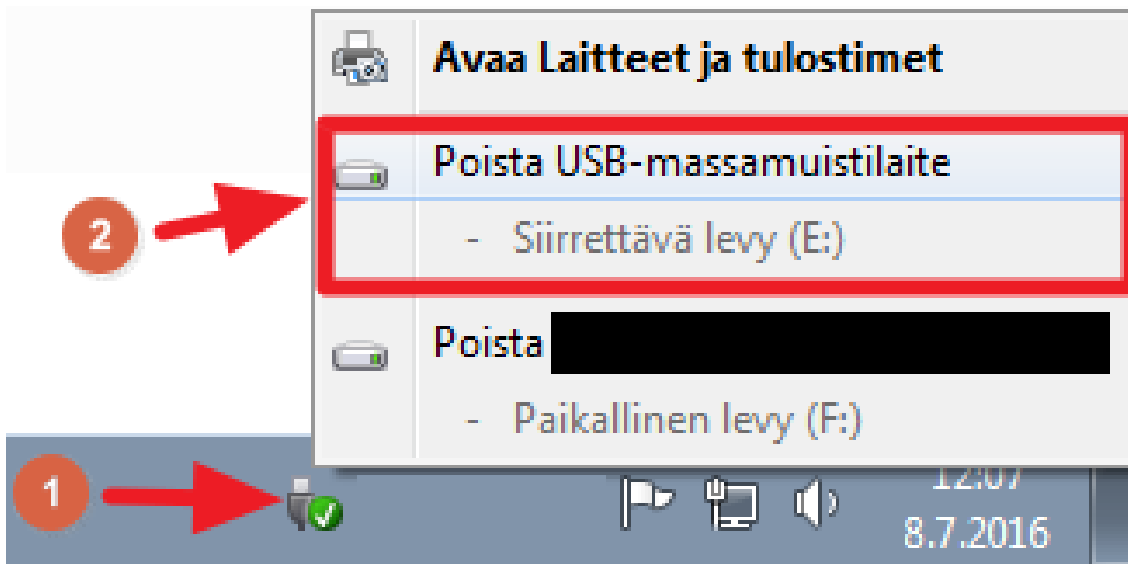 Avaa Laitteet ja tulostimet
Poista USB-massamuistilaite
- Siirrettävä levy (E:)
2
Poista
- Paikallinen levy (F:)
1
12:07
8.7.2016